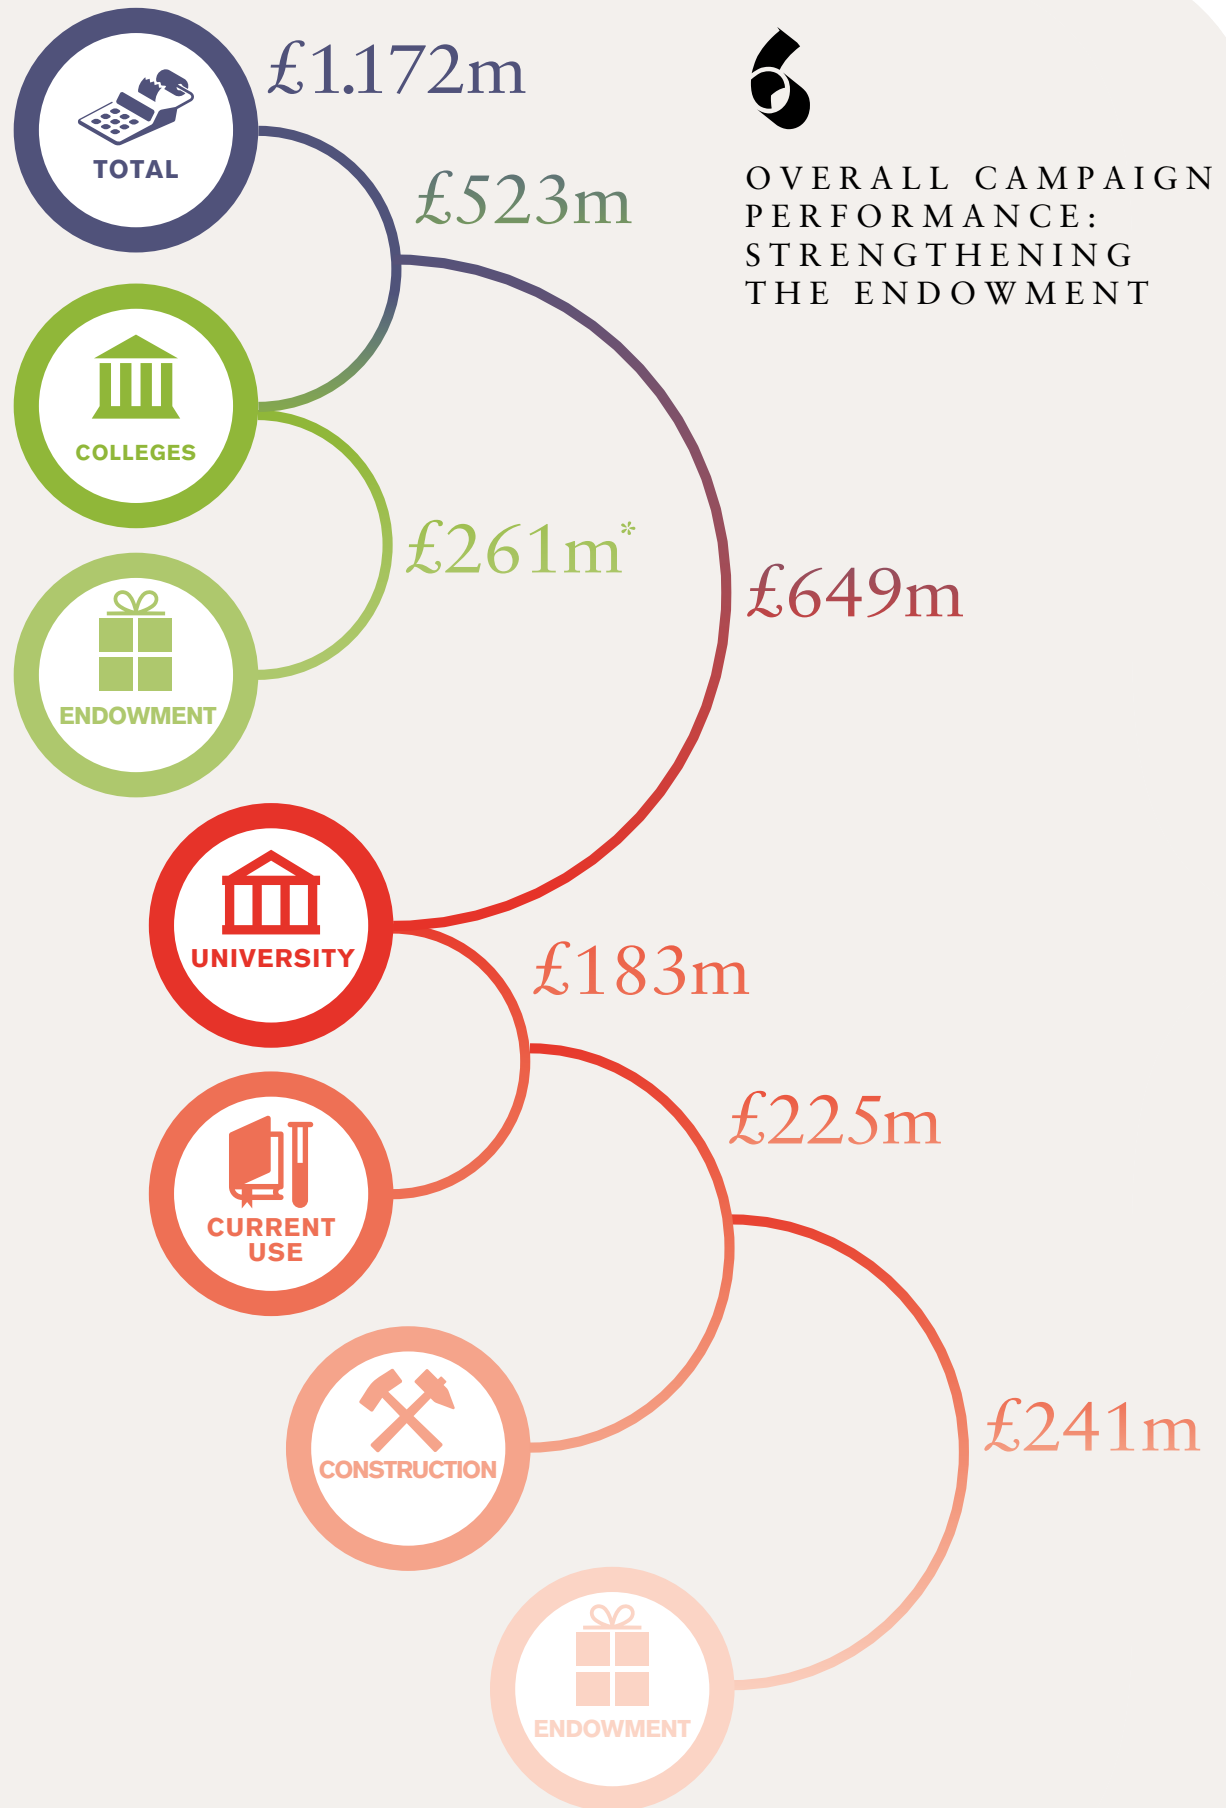 £1.172m
TOTAL
6
OVERALL CAMPAIGN
PERFORMANCE:
STRENGTHENING
THE ENDOWMENT
£523m
COLLEGES
£261m*
ENDOWMENT
£649m
UNIVERSITY
£183m
CURRENT
USE
£225m
CONSTRUCTION
£241m
ENDOWMENT